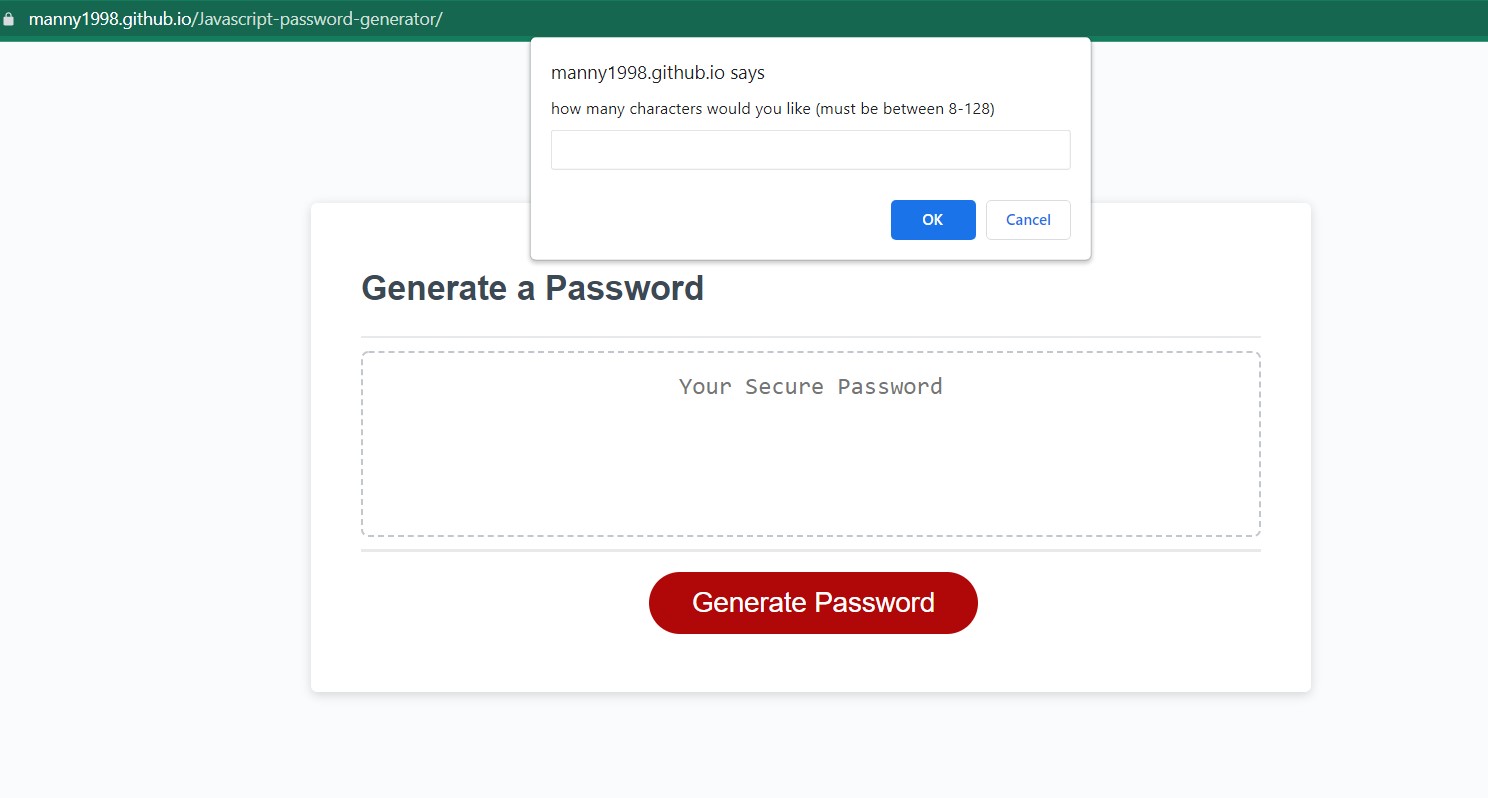 manny1998.github.io/Javascript-password-generator/
manny1998.github.io says
how many characters would you like (must be between 8-128)
OK
Cancel
Generate a Password
Your Secure Password
Generate Password